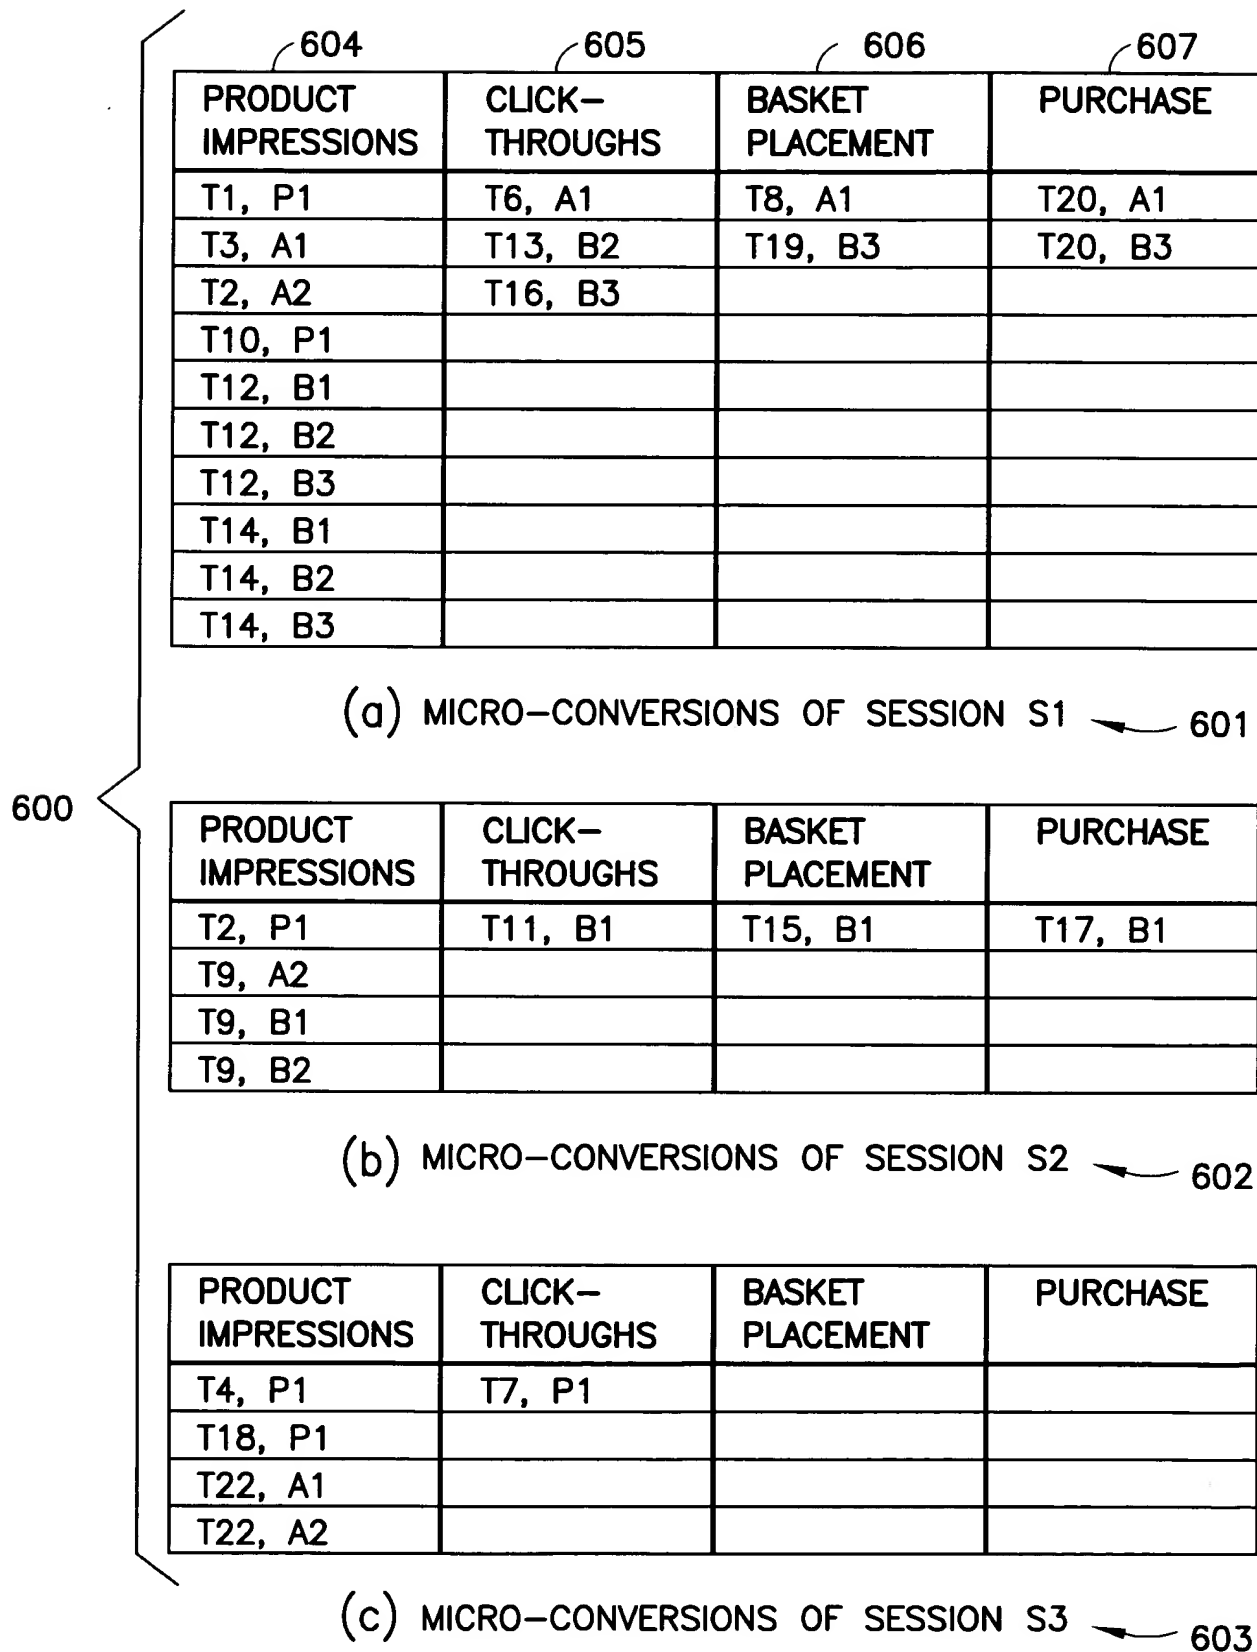 604 605 606 607
PRODUCT IMPRESSIONS CLICK-THROUGHS BASKET PLACEMENT PURCHASE
T1, P1 T6, A1 T8, A1 T20, A1
T3, A1 T13, B2 T19, B3 T20, B3
T2, A2 T16, B3
T10, P1
T12, B1
T12, B2
T12, B3
T14, B1
T14, B2
T14, B3
(a) MICRO-CONVERSIONS OF SESSION S1 601
600
PRODUCT IMPRESSIONS CLICK-THROUGHS BASKET PLACEMENT PURCHASE
T2, P1 T11, B1 T15, B1 T17, B1
T9, A2
T9, B1
T9, B2
(b) MICRO-CONVERSIONS OF SESSION S2 602
PRODUCT IMPRESSIONS CLICK-THROUGHS BASKET PLACEMENT PURCHASE
T4, P1 T7, P1
T18, P1
T22, A1
T22, A2
(c) MICRO-CONVERSIONS OF SESSION S3 603